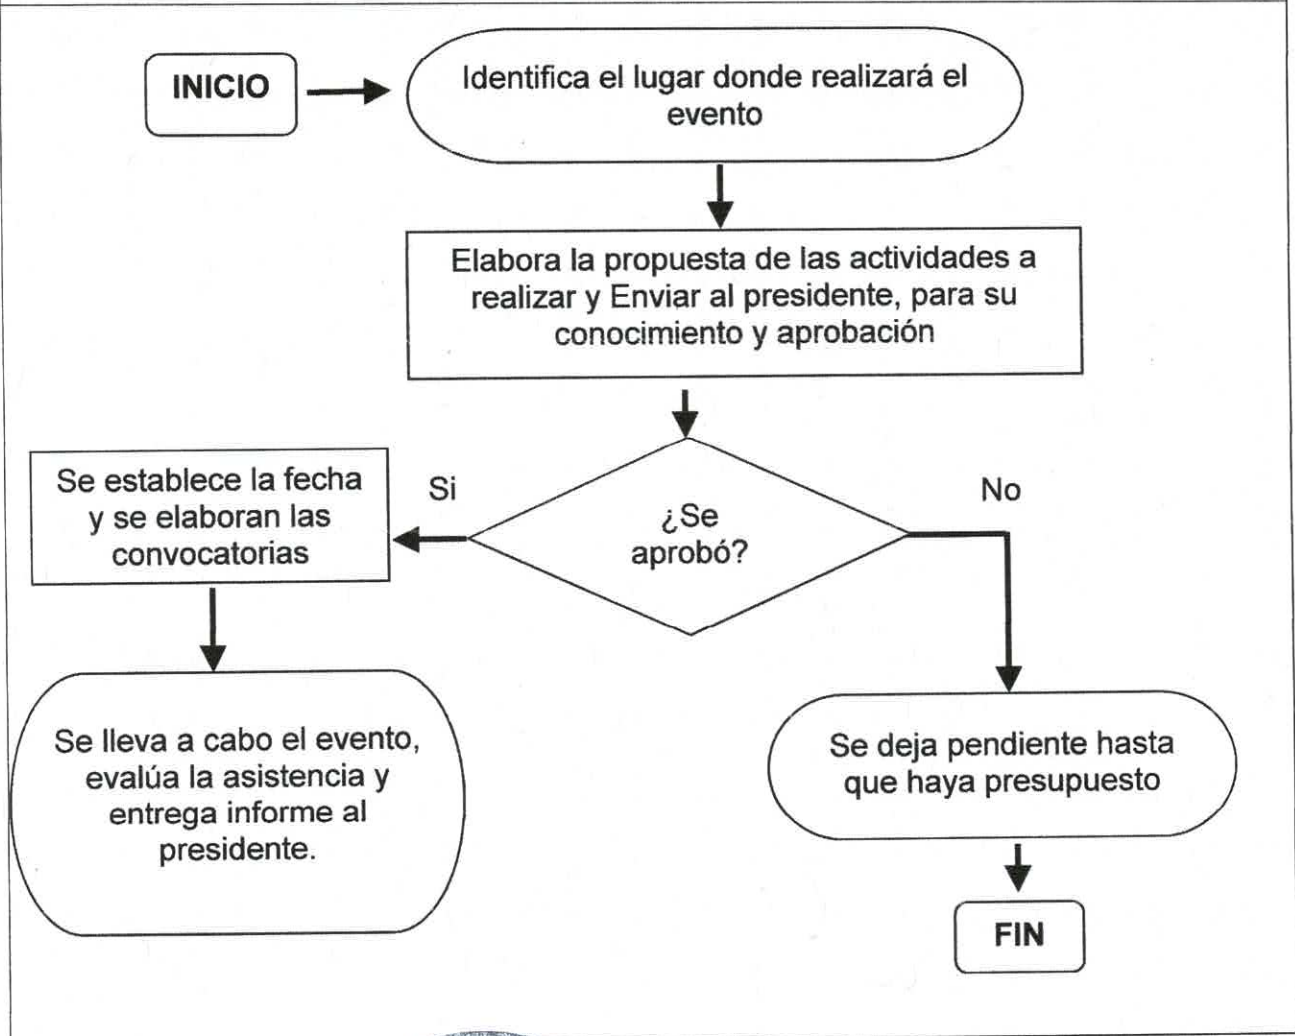 INICIO
Identifica el lugar donde realizará el
evento
Elabora la propuesta de las actividades a
realizar y Enviar al presidente, para su
conocimiento y aprobación
Se establece la fecha
y se elaboran las
convocatorias
Si
¿Se
aprobó?
No
Se lleva a cabo el evento,
evalúa la asistencia y
entrega informe al
presidente.
Se deja pendiente hasta
que haya presupuesto
FIN